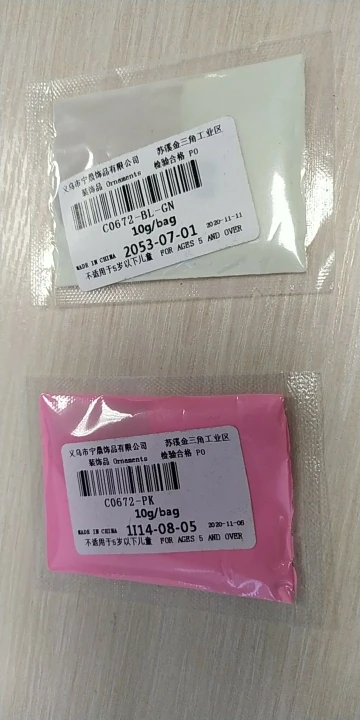 义乌市宁鼎饰品有限公司 苏溪金三角工业区
装饰品 Ornaments 检验合格 PO
C0672-BL-GN
10g/bag
2053-07-01 2020-11-11
MADE IN CHINA FOR AGES 5 AND OVER
不适用于5岁以下儿童
义乌市宁鼎饰品有限公司 苏溪金三角工业区
装饰品 Ornaments 检验合格 PO
C0672-PK
10g/bag
MADE IN CHINA 1I14-08-05 2020-11-06
不适用于5岁以下儿童 FOR AGES 5 AND OVER